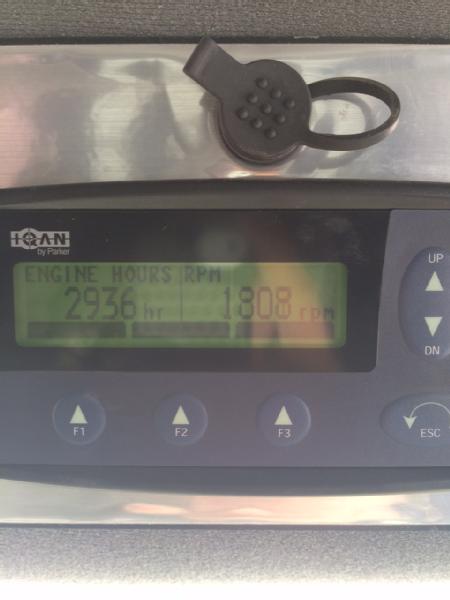 IQAN
by Parker
ENGINE HOURS RPM
2936 hr 1808 rpm
UP
DN
F1 F2 F3 ESC